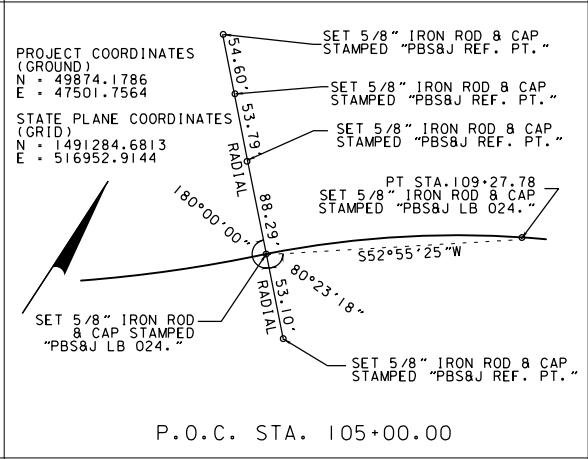 SET 5/8" IRON ROD & CAP
STAMPED "PBS&J REF. PT."
PROJECT COORDINATES
(GROUND)
N = 49874.1786
E = 47501.7564
54.60'
SET 5/8" IRON ROD & CAP
STAMPED "PBS&J REF. PT."
STATE PLANE COORDINATES
(GRID)
N = 1491284.6813
E = 516952.9144
53.79'
SET 5/8" IRON ROD & CAP
STAMPED "PBS&J REF. PT."
RADIAL
88.29'
180°00'00"
PT STA.109+27.78
SET 5/8" IRON ROD & CAP
STAMPED "PBS&J LB 024."
S52°55'25"W
80°23'18"
53.10'
RADIAL
SET 5/8" IRON ROD
& CAP STAMPED
"PBS&J LB 024."
SET 5/8" IRON ROD & CAP
STAMPED "PBS&J REF. PT."
P.O.C. STA. 105+00.00